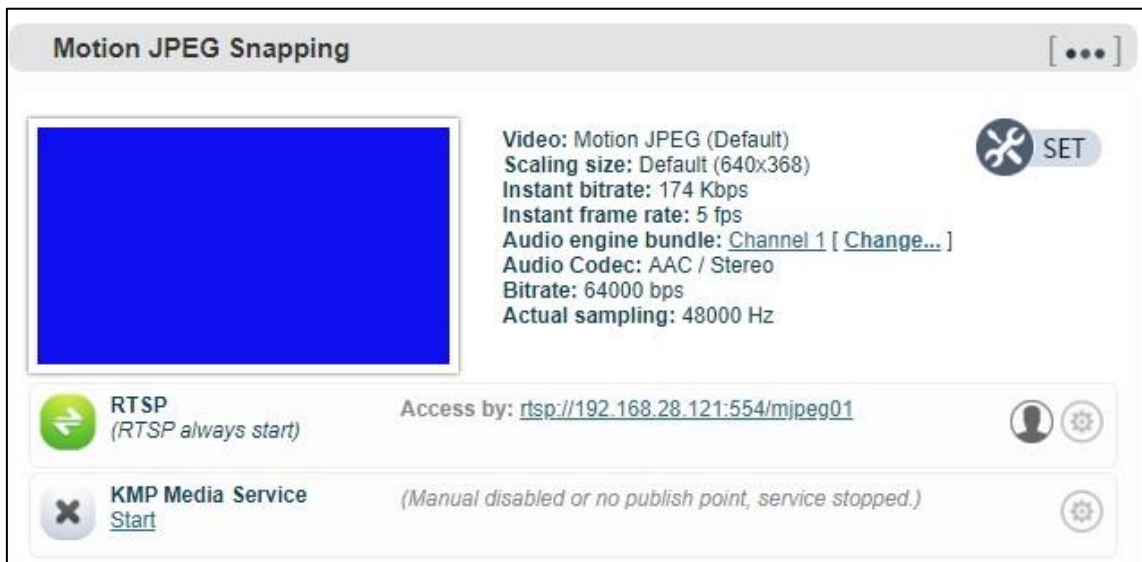 Motion JPEG Snapping
[ ••• ]
Video: Motion JPEG (Default)
SET
Scaling size: Default (640x368)
Instant bitrate: 174 Kbps
Instant frame rate: 5 fps
Audio engine bundle: Channel 1 [ Change... ]
Audio Codec: AAC / Stereo
Bitrate: 64000 bps
Actual sampling: 48000 Hz
RTSP
Access by: rtsp://192.168.28.121:554/mjpeg01
(RTSP always start)
KMP Media Service
(Manual disabled or no publish point, service stopped.)
Start